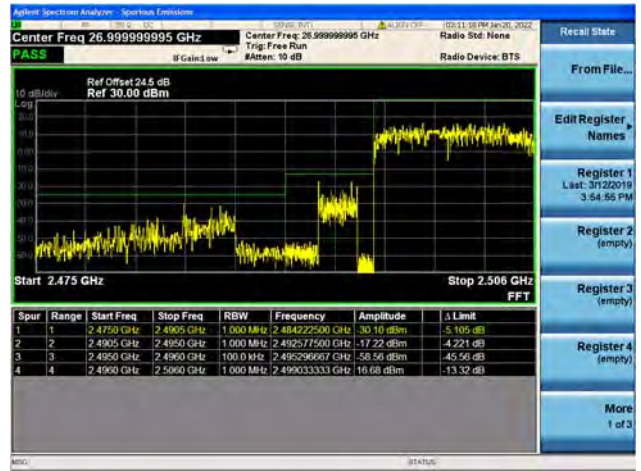 Agilent Spectrum Analyzer - Spurious Emissions
SENSE:INT
ALIGN OFF
03:11:18 PM Jan 20, 2022
Center Freq 26.999999995 GHz
Center Freq: 26.999999995 GHz
Radio Std: None
Trig: Free Run
PASS
IFGain:Low
#Atten: 10 dB
Radio Device: BTS
Ref Offset 24.5 dB
10 dB/div
Ref 30.00 dBm
Log
Start 2.475 GHz
Stop 2.506 GHz
FFT
Spur Range Start Freq Stop Freq RBW Frequency Amplitude Δ Limit
1 1 2.4750 GHz 2.4905 GHz 1.000 MHz 2.484222500 GHz -30.10 dBm -5.105 dB
2 2 2.4905 GHz 2.4950 GHz 1.000 MHz 2.492577500 GHz -17.22 dBm -4.221 dB
3 3 2.4950 GHz 2.4960 GHz 100.0 kHz 2.495296667 GHz -58.56 dBm -45.56 dB
4 4 2.4960 GHz 2.5060 GHz 1.000 MHz 2.499033333 GHz 16.68 dBm -13.32 dB
MSG
STATUS
Recall State
From File...
Edit Register
Names
Register 1
Last: 3/12/2019
3:54:55 PM
Register 2
(empty)
Register 3
(empty)
Register 4
(empty)
More
1 of 3